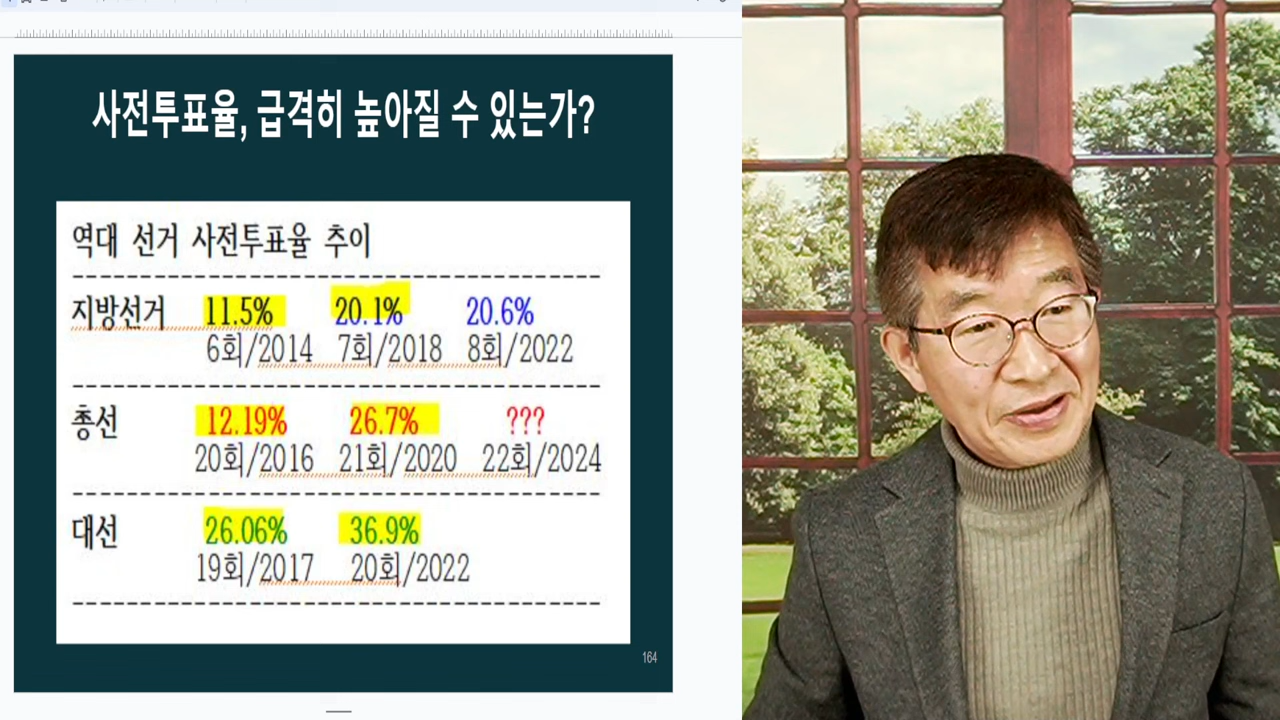 사전투표율, 급격히 높아질 수 있는가?
역대 선거 사전투표율 추이
지방선거 11.5% 20.1% 20.6%
6회/2014 7회/2018 8회/2022
총선 12.19% 26.7% ???
20회/2016 21회/2020 22회/2024
대선 26.06% 36.9%
19회/2017 20회/2022
164